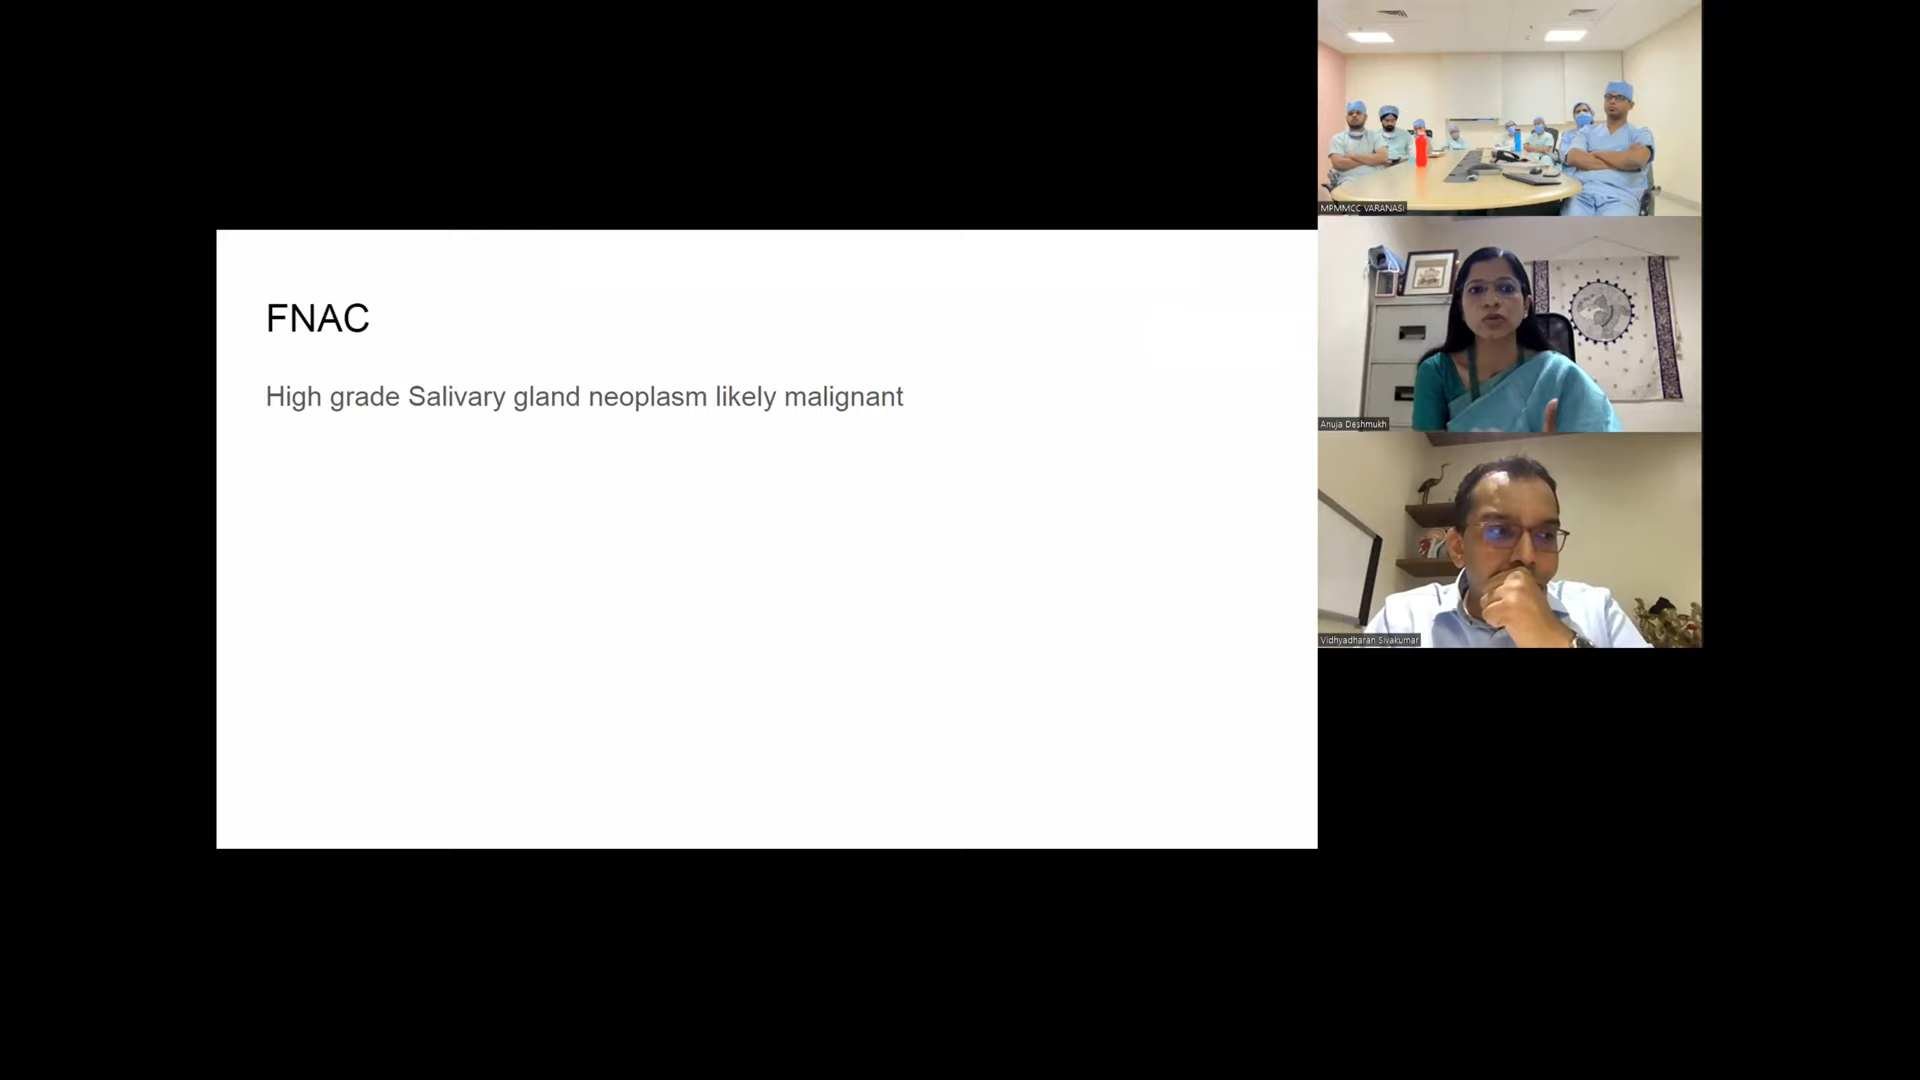 FNAC
High grade Salivary gland neoplasm likely malignant
MPMMCC VARANASI
Anuja Deshmukh
Vidhyadharan Sivakumar